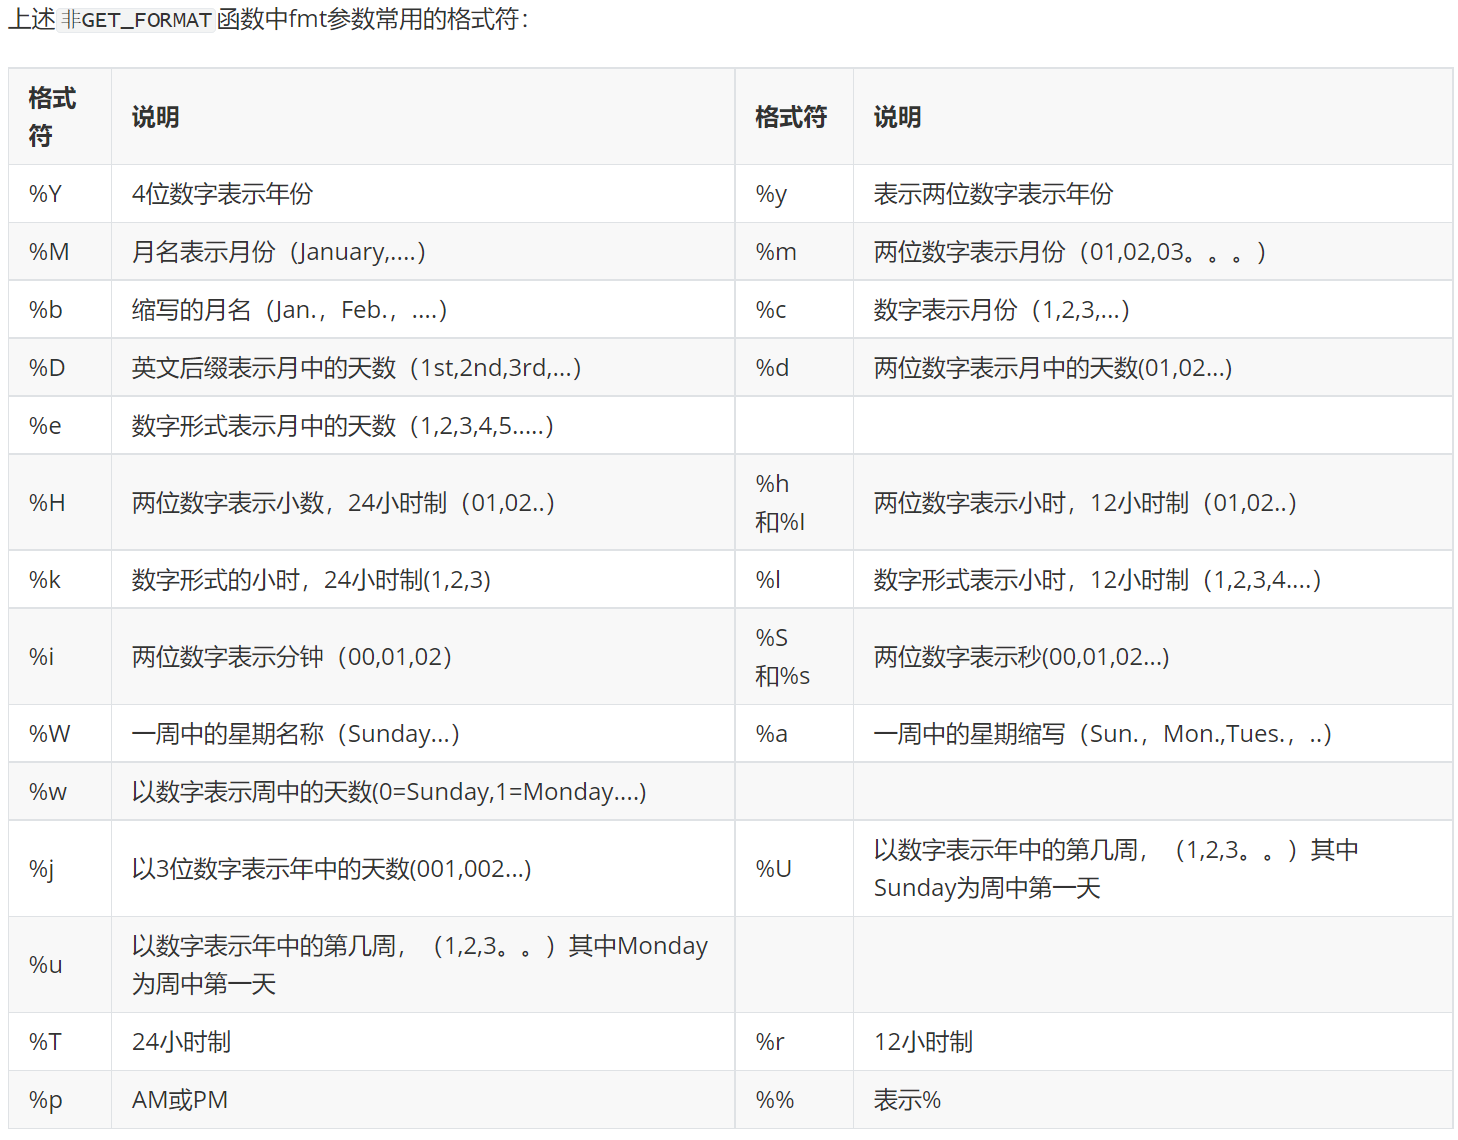 上述非GET_FORMAT函数中fmt参数常用的格式符：
格式符 说明 格式符 说明
%Y 4位数字表示年份 %y 表示两位数字表示年份
%M 月名表示月份（January,....） %m 两位数字表示月份（01,02,03。。。）
%b 缩写的月名（Jan.，Feb.，....） %c 数字表示月份（1,2,3,...）
%D 英文后缀表示月中的天数（1st,2nd,3rd,...） %d 两位数字表示月中的天数(01,02...)
%e 数字形式表示月中的天数（1,2,3,4,5.....）
%H 两位数字表示小数，24小时制（01,02..） %h和%I 两位数字表示小时，12小时制（01,02..）
%k 数字形式的小时，24小时制(1,2,3) %l 数字形式表示小时，12小时制（1,2,3,4....）
%i 两位数字表示分钟（00,01,02） %S和%s 两位数字表示秒(00,01,02...)
%W 一周中的星期名称（Sunday...） %a 一周中的星期缩写（Sun.，Mon.,Tues.，..）
%w 以数字表示周中的天数(0=Sunday,1=Monday....)
%j 以3位数字表示年中的天数(001,002...) %U 以数字表示年中的第几周，（1,2,3。。）其中Sunday为周中第一天
%u 以数字表示年中的第几周，（1,2,3。。）其中Monday为周中第一天
%T 24小时制 %r 12小时制
%p AM或PM %% 表示%